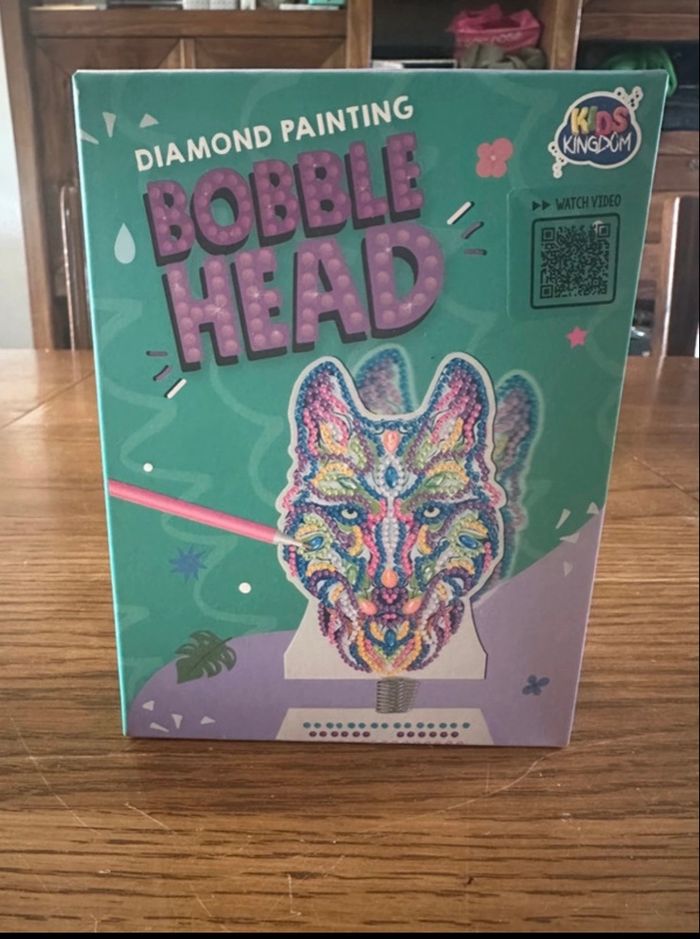 DIAMOND PAINTING
BOBBLE
HEAD
KIDS
KINGDOM
WATCH VIDEO